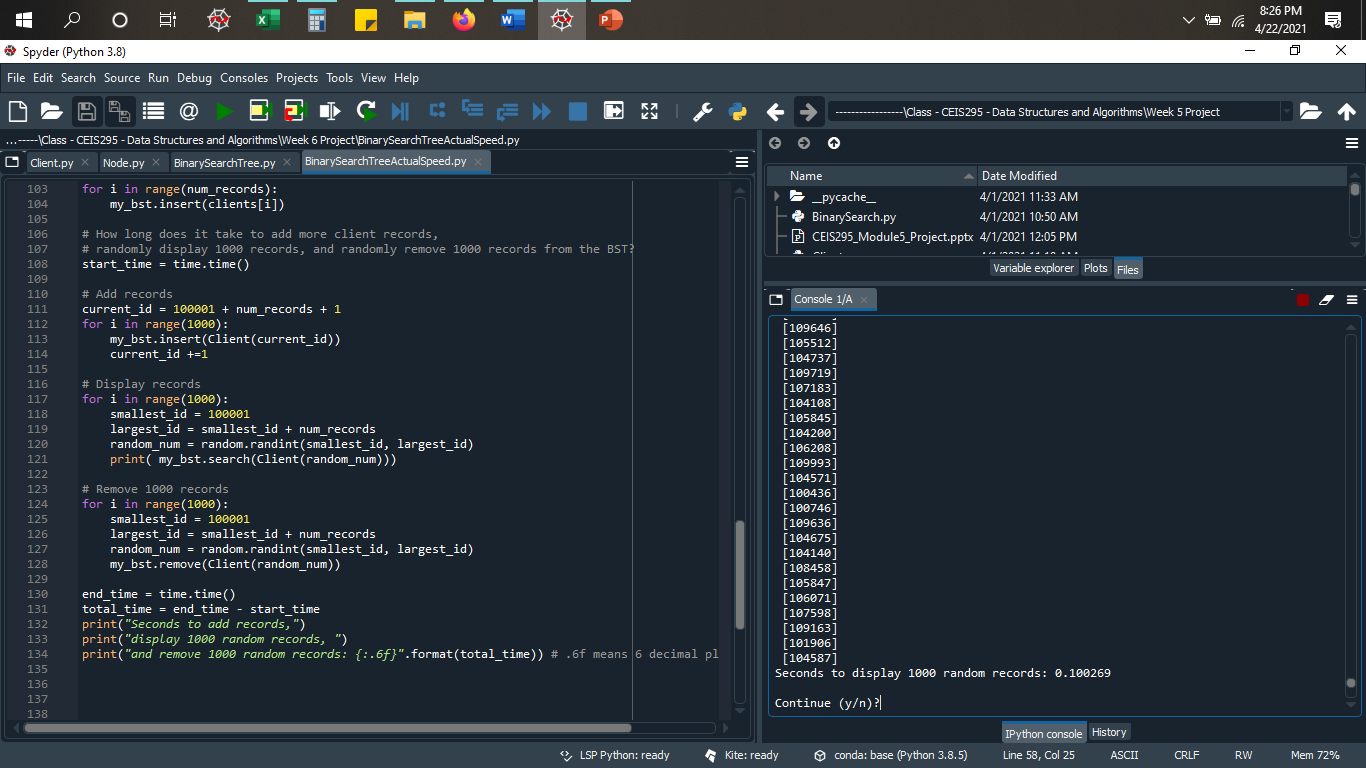 8:26 PM
4/22/2021
Spyder (Python 3.8)
File Edit Search Source Run Debug Consoles Projects Tools View Help
----------------\Class - CEIS295 - Data Structures and Algorithms\Week 5 Project
...-----\Class - CEIS295 - Data Structures and Algorithms\Week 6 Project\BinarySearchTreeActualSpeed.py
Client.py Node.py BinarySearchTree.py BinarySearchTreeActualSpeed.py
103 for i in range(num_records):
104     my_bst.insert(clients[i])
105
106 # How long does it take to add more client records,
107 # randomly display 1000 records, and randomly remove 1000 records from the BST?
108 start_time = time.time()
109
110 # Add records
111 current_id = 100001 + num_records + 1
112 for i in range(1000):
113     my_bst.insert(Client(current_id))
114     current_id +=1
115
116 # Display records
117 for i in range(1000):
118     smallest_id = 100001
119     largest_id = smallest_id + num_records
120     random_num = random.randint(smallest_id, largest_id)
121     print( my_bst.search(Client(random_num)))
122
123 # Remove 1000 records
124 for i in range(1000):
125     smallest_id = 100001
126     largest_id = smallest_id + num_records
127     random_num = random.randint(smallest_id, largest_id)
128     my_bst.remove(Client(random_num))
129
130 end_time = time.time()
131 total_time = end_time - start_time
132 print("Seconds to add records,")
133 print("display 1000 random records, ")
134 print("and remove 1000 random records: {:.6f}".format(total_time)) # .6f means 6 decimal pl
135
136
137
138
Name Date Modified
__pycache__ 4/1/2021 11:33 AM
BinarySearch.py 4/1/2021 10:50 AM
CEIS295_Module5_Project.pptx 4/1/2021 12:05 PM
Variable explorer Plots Files
Console 1/A
[109646]
[105512]
[104737]
[109719]
[107183]
[104108]
[105845]
[104200]
[106208]
[109993]
[104571]
[100436]
[100746]
[109636]
[104675]
[104140]
[108458]
[105847]
[106071]
[107598]
[109163]
[101906]
[104587]
Seconds to display 1000 random records: 0.100269
Continue (y/n)?
IPython console History
LSP Python: ready Kite: ready conda: base (Python 3.8.5) Line 58, Col 25 ASCII CRLF RW Mem 72%